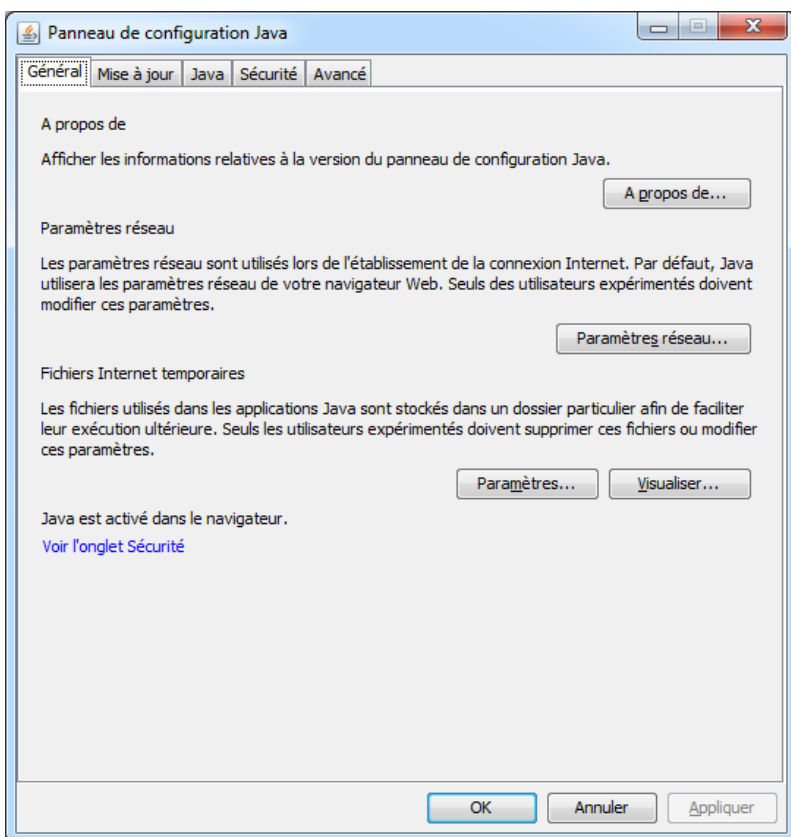 Panneau de configuration Java
Général
Mise à jour
Java
Sécurité
Avancé
A propos de
Afficher les informations relatives à la version du panneau de configuration Java.
A propos de...
Paramètres réseau
Les paramètres réseau sont utilisés lors de l'établissement de la connexion Internet. Par défaut, Java
utilisera les paramètres réseau de votre navigateur Web. Seuls des utilisateurs expérimentés doivent
modifier ces paramètres.
Paramètres réseau...
Fichiers Internet temporaires
Les fichiers utilisés dans les applications Java sont stockés dans un dossier particulier afin de faciliter
leur exécution ultérieure. Seuls les utilisateurs expérimentés doivent supprimer ces fichiers ou modifier
ces paramètres.
Paramètres...
Visualiser...
Java est activé dans le navigateur.
Voir l'onglet Sécurité
OK
Annuler
Appliquer